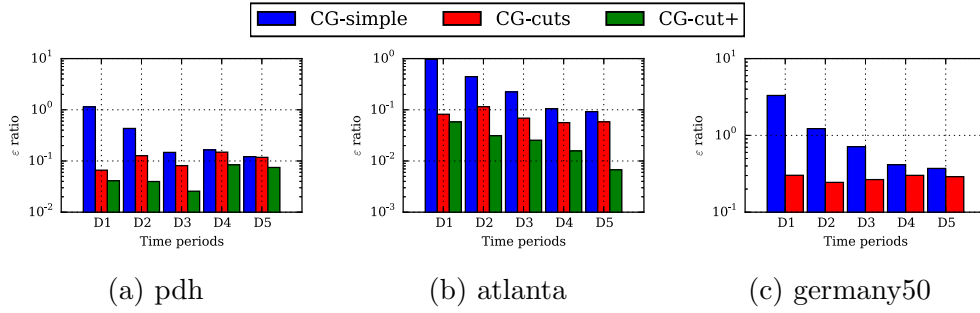 CG-simple CG-cuts CG-cut+
10^1
10^0
10^-1
10^-2
ε ratio
D1 D2 D3 D4 D5
Time periods
(a) pdh
10^0
10^-1
10^-2
10^-3
ε ratio
D1 D2 D3 D4 D5
Time periods
(b) atlanta
10^1
10^0
10^-1
ε ratio
D1 D2 D3 D4 D5
Time periods
(c) germany50